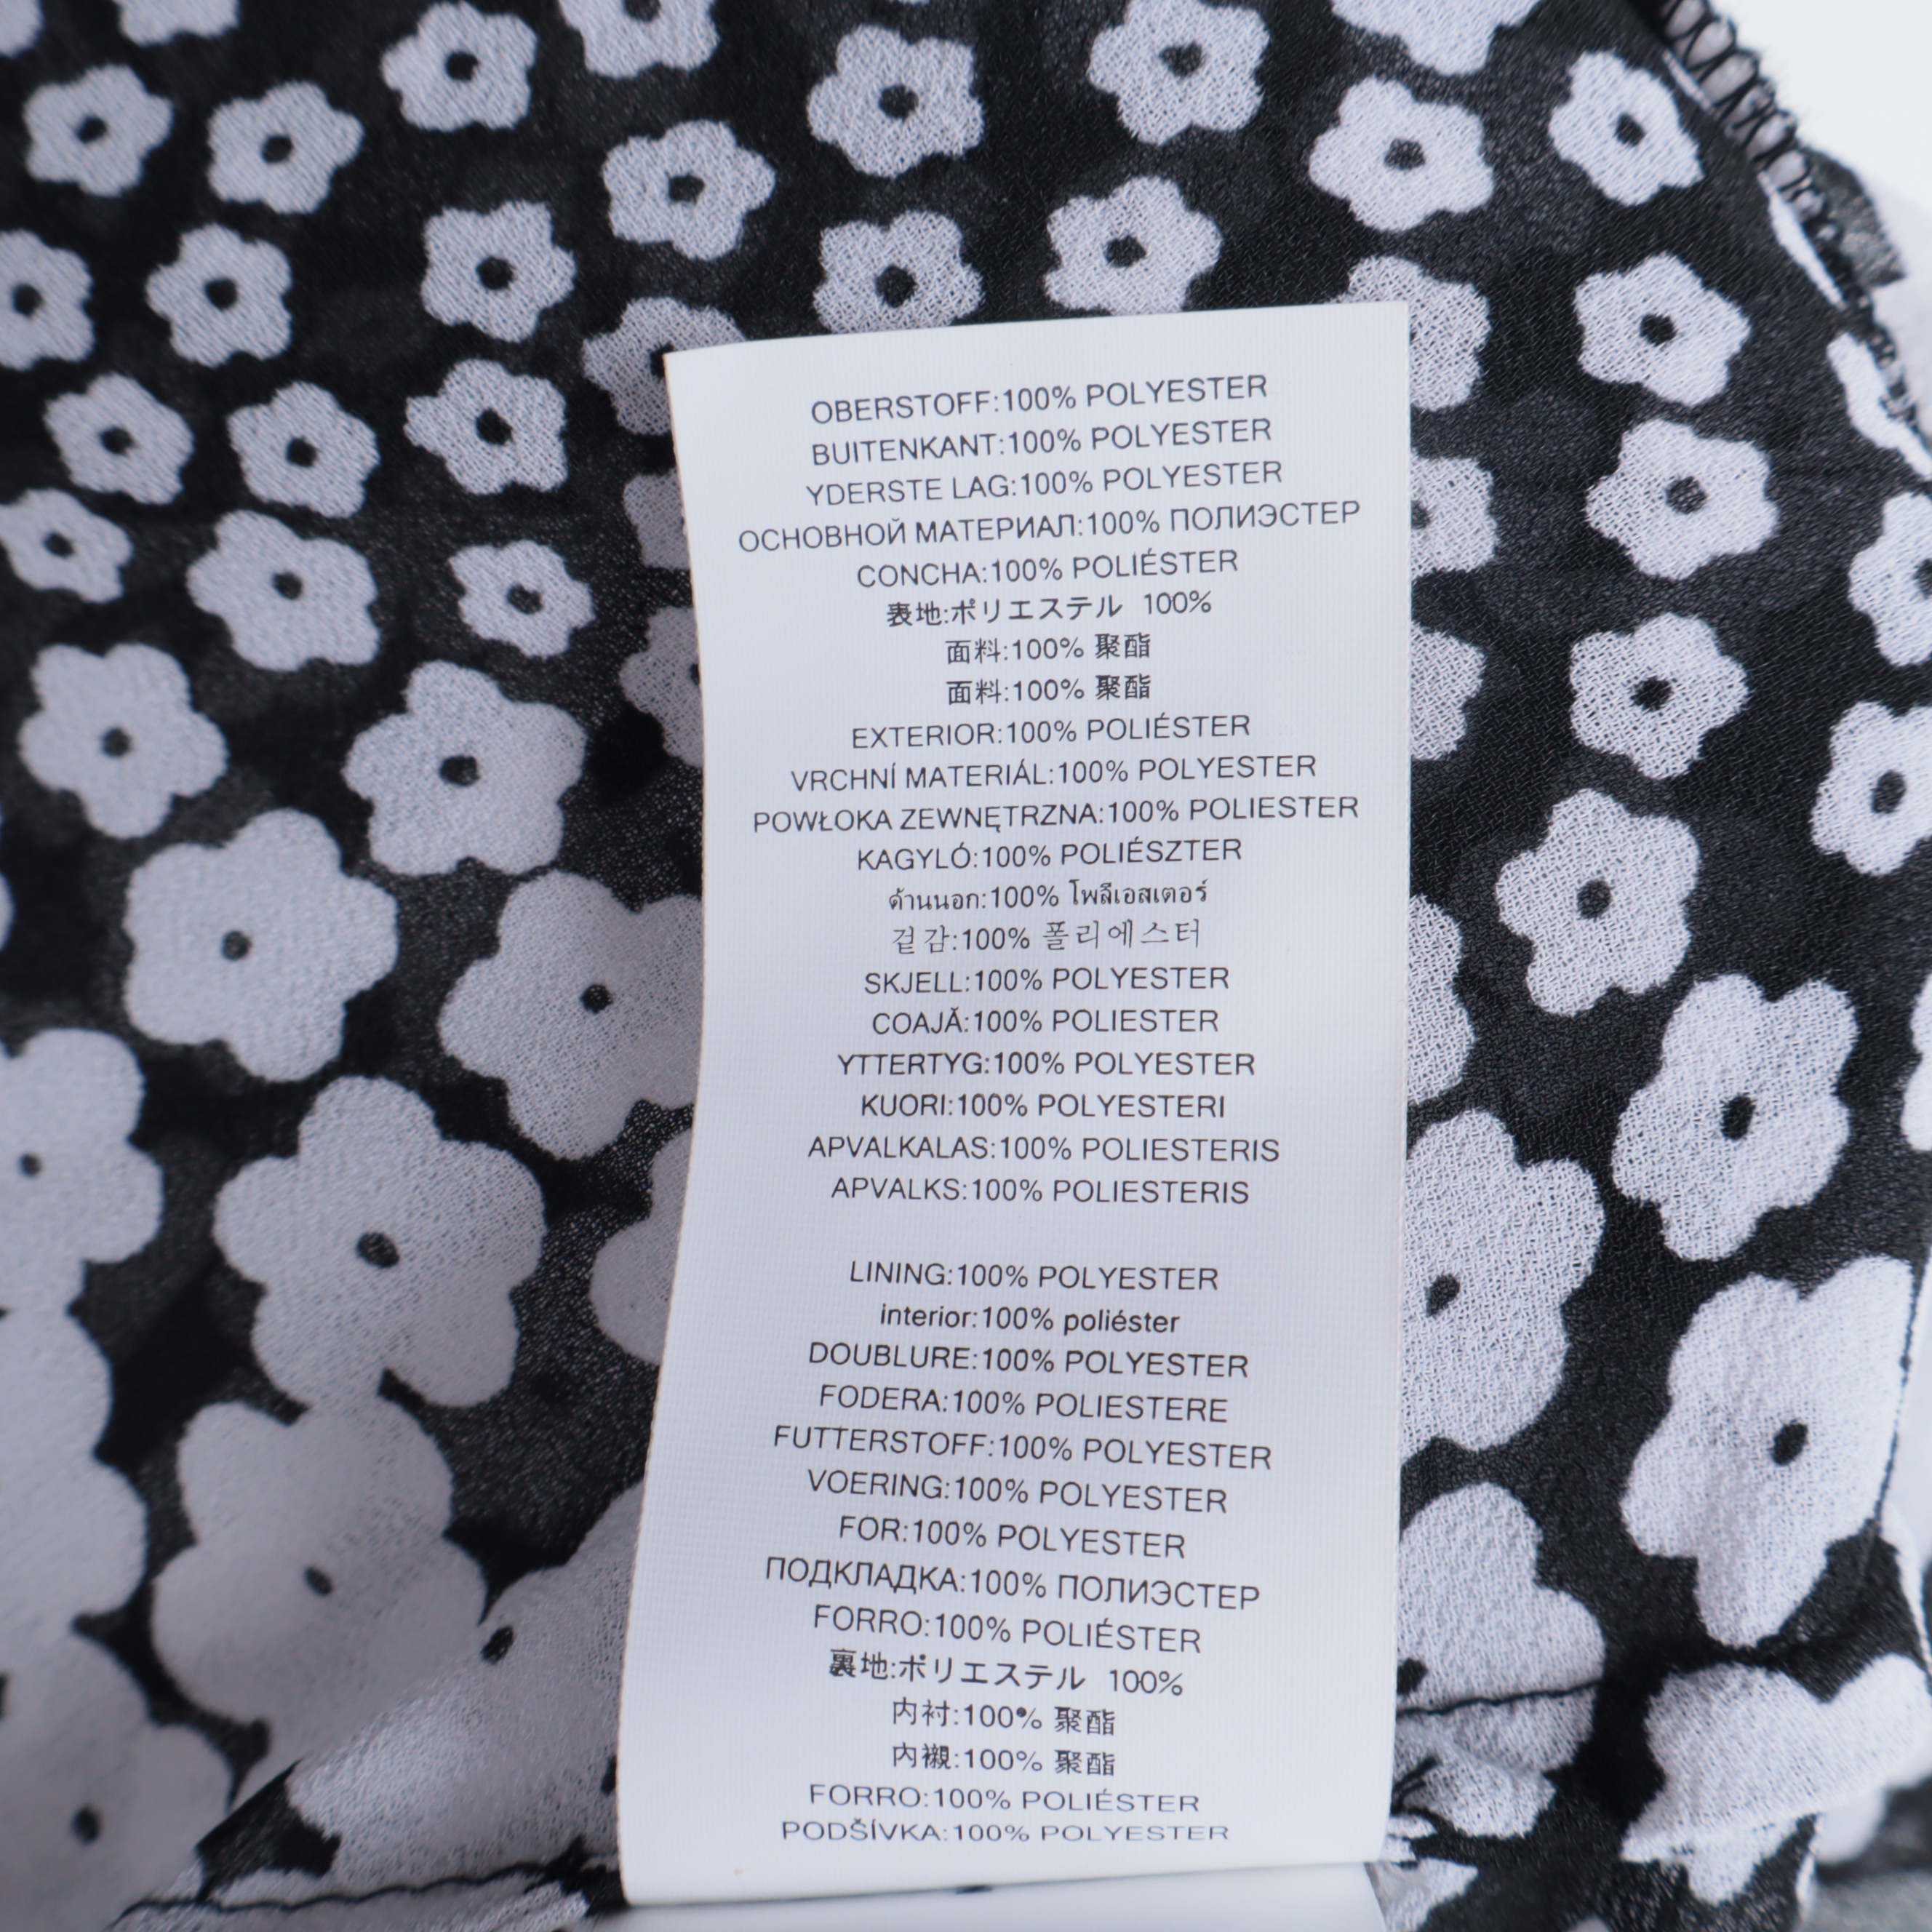 OBERSTOFF:100% POLYESTER
BUITENKANT:100% POLYESTER
YDERSTE LAG:100% POLYESTER
ОСНОВНОЙ МАТЕРИАЛ:100% ПОЛИЭСТЕР
CONCHA:100% POLIÉSTER
表地:ポリエステル 100%
面料:100% 聚酯
面料:100% 聚酯
EXTERIOR:100% POLIÉSTER
VRCHNÍ MATERIÁL:100% POLYESTER
POWŁOKA ZEWNĘTRZNA:100% POLIESTER
KAGYLÓ:100% POLIÉSZTER
ด้านนอก:100% โพลีเอสเตอร์
겉감:100% 폴리에스터
SKJELL:100% POLYESTER
COAJĂ:100% POLIESTER
YTTERTYG:100% POLYESTER
KUORI:100% POLYESTERI
APVALKALAS:100% POLIESTERIS
APVALKS:100% POLIESTERIS
LINING:100% POLYESTER
interior:100% poliéster
DOUBLURE:100% POLYESTER
FODERA:100% POLIESTERE
FUTTERSTOFF:100% POLYESTER
VOERING:100% POLYESTER
FOR:100% POLYESTER
ПОДКЛАДКА:100% ПОЛИЭСТЕР
FORRO:100% POLIÉSTER
裏地:ポリエステル 100%
内衬:100% 聚酯
內襯:100% 聚酯
FORRO:100% POLIÉSTER
PODŠÍVKA:100% POLYESTER